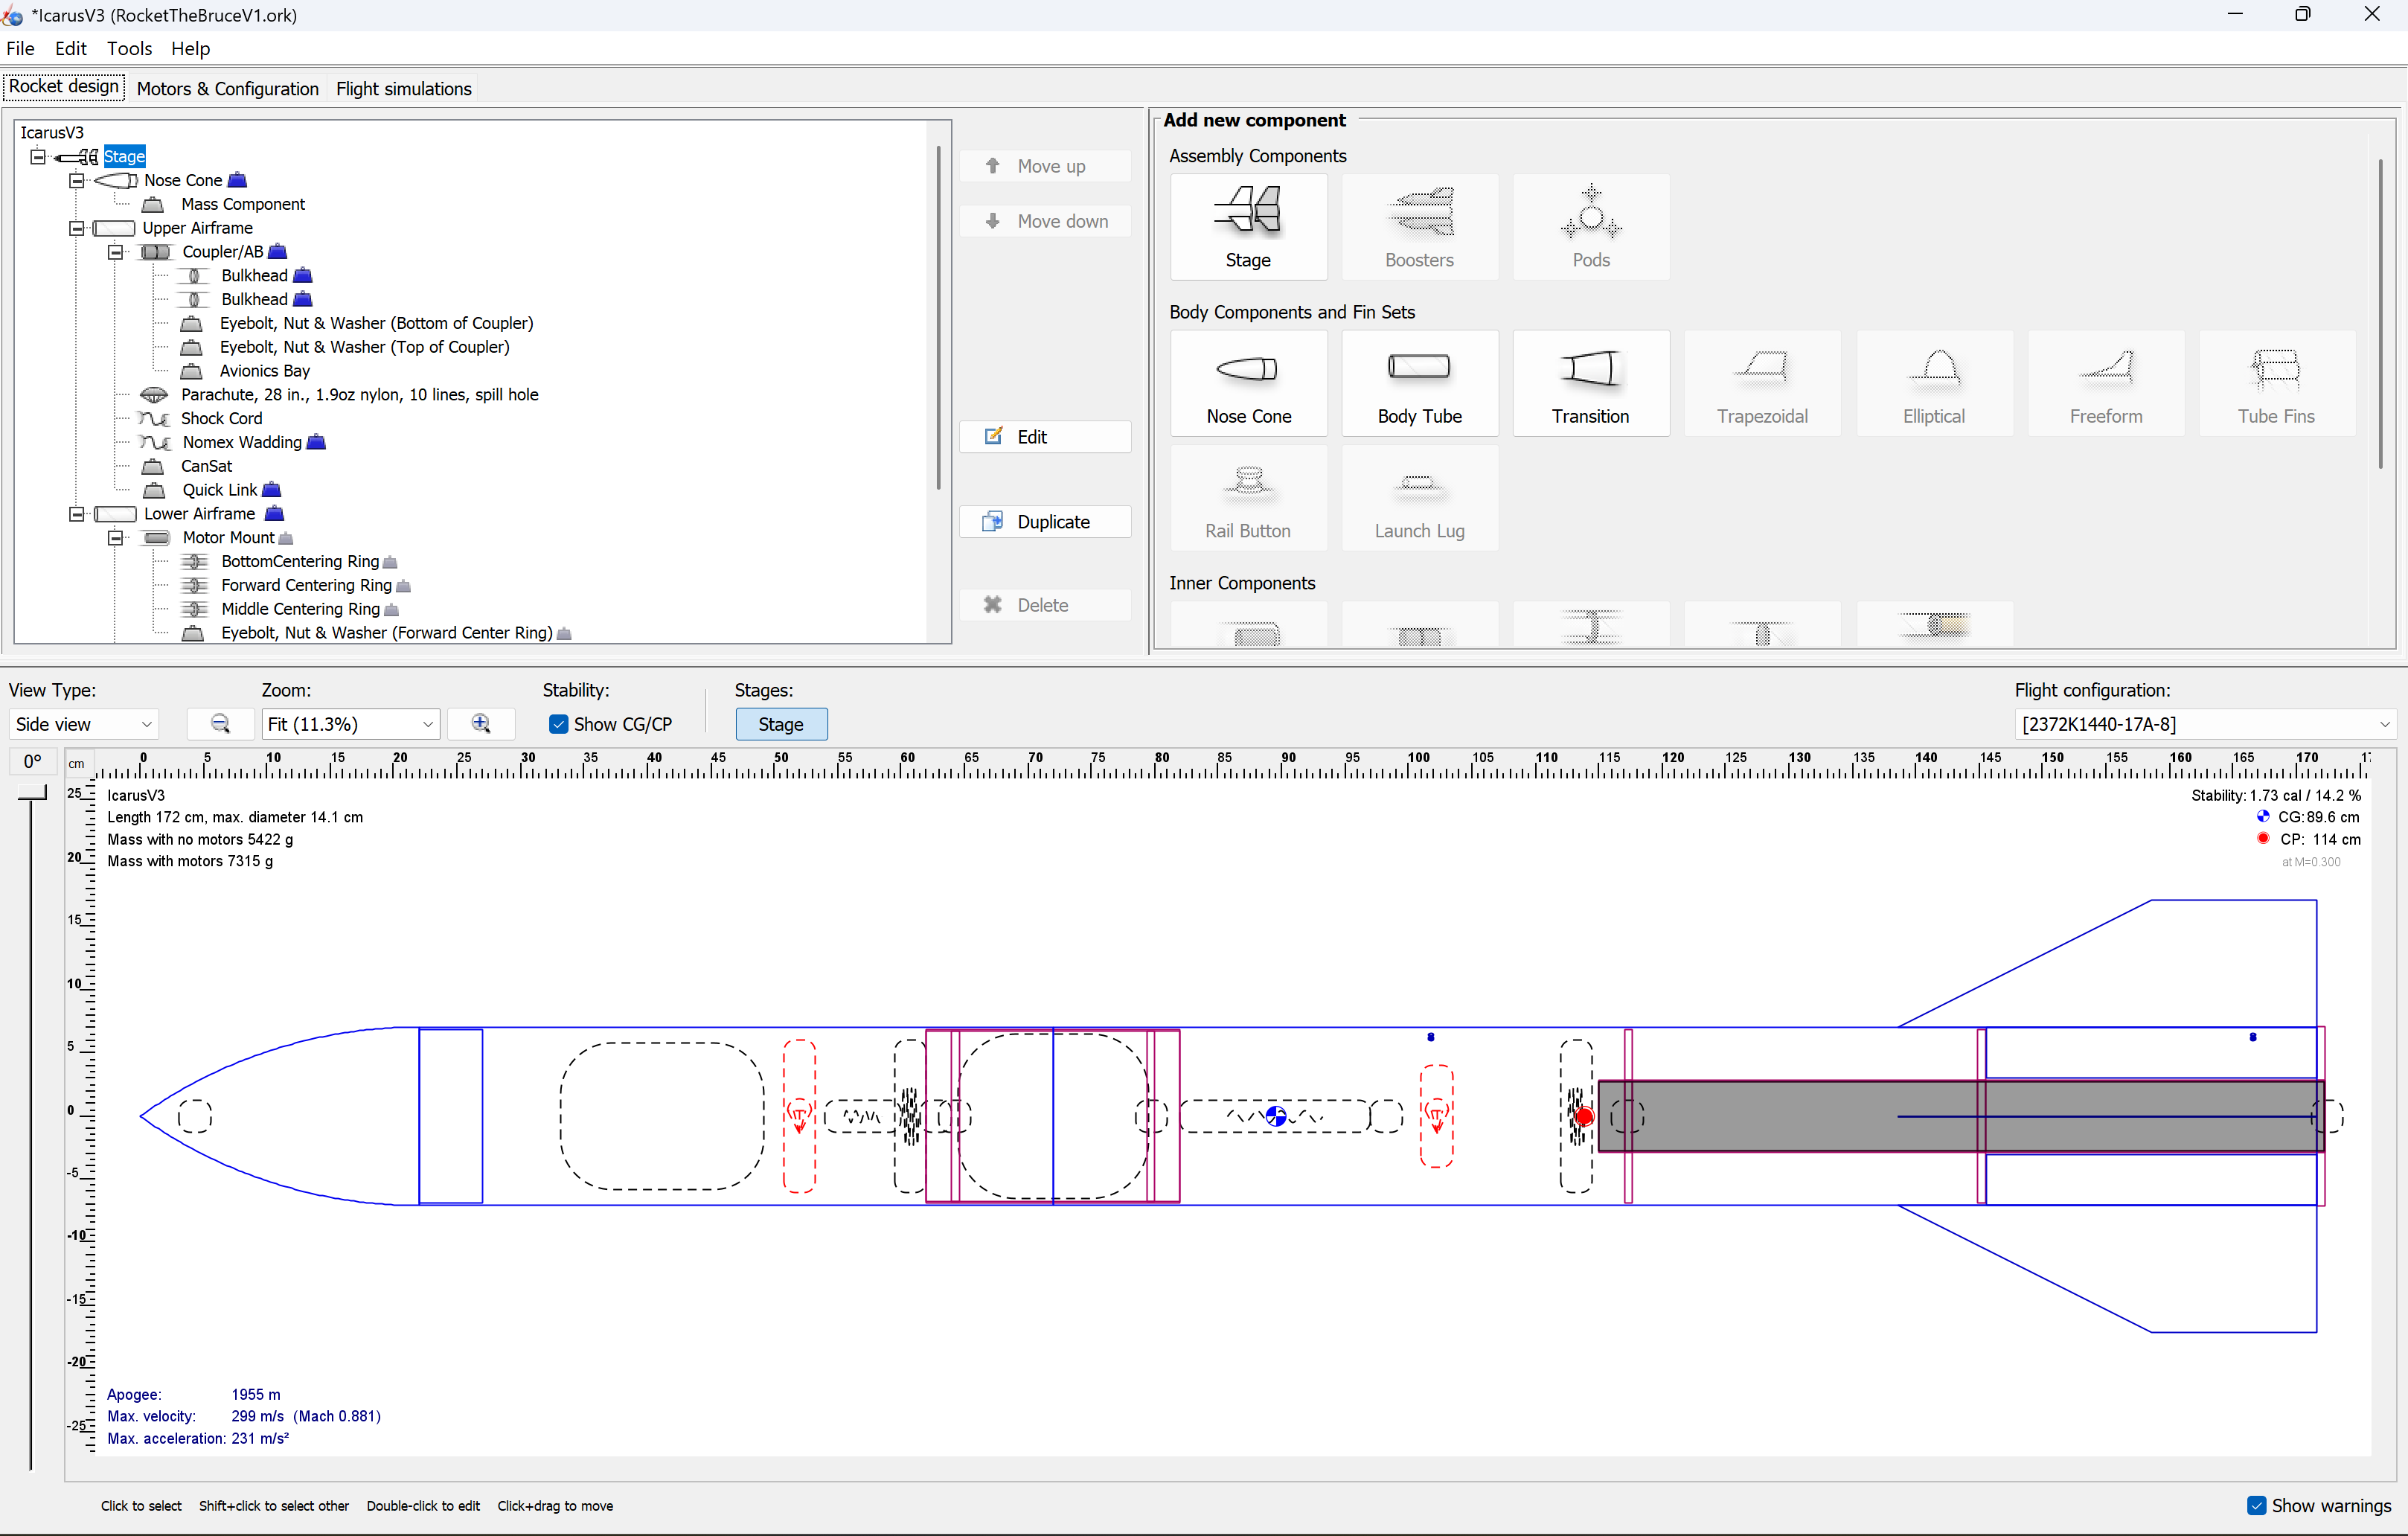 *IcarusV3 (RocketTheBruceV1.ork)
File Edit Tools Help
Rocket design Motors & Configuration Flight simulations
IcarusV3
Stage
Nose Cone
Mass Component
Upper Airframe
Coupler/AB
Bulkhead
Bulkhead
Eyebolt, Nut & Washer (Bottom of Coupler)
Eyebolt, Nut & Washer (Top of Coupler)
Avionics Bay
Parachute, 28 in., 1.9oz nylon, 10 lines, spill hole
Shock Cord
Nomex Wadding
CanSat
Quick Link
Lower Airframe
Motor Mount
BottomCentering Ring
Forward Centering Ring
Middle Centering Ring
Eyebolt, Nut & Washer (Forward Center Ring)
Move up
Move down
Edit
Duplicate
Delete
Add new component
Assembly Components
Stage Boosters Pods
Body Components and Fin Sets
Nose Cone Body Tube Transition Trapezoidal Elliptical Freeform Tube Fins
Rail Button Launch Lug
Inner Components
View Type: Zoom: Stability: Stages: Flight configuration:
Side view Fit (11.3%) Show CG/CP Stage [2372K1440-17A-8]
0° cm 0 5 10 15 20 25 30 35 40 45 50 55 60 65 70 75 80 85 90 95 100 105 110 115 120 125 130 135 140 145 150 155 160 165 170
25
20
15
10
5
0
-5
-10
-15
-20
-25
IcarusV3
Length 172 cm, max. diameter 14.1 cm
Mass with no motors 5422 g
Mass with motors 7315 g
Stability: 1.73 cal / 14.2 %
CG: 89.6 cm
CP: 114 cm
at M=0.300
Apogee: 1955 m
Max. velocity: 299 m/s (Mach 0.881)
Max. acceleration: 231 m/s²
Click to select Shift+click to select other Double-click to edit Click+drag to move
Show warnings